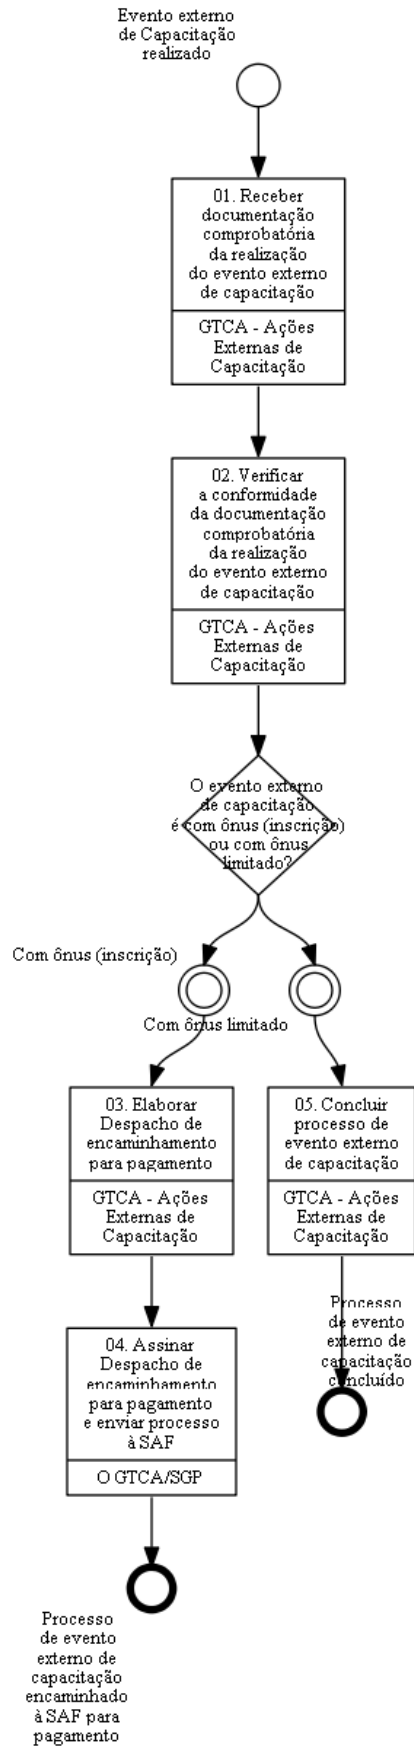 Evento externo
de Capacitação
realizado
01. Receber
documentação
comprobatória
da realização
do evento externo
de capacitação
GTCA - Ações
Externas de
Capacitação
02. Verificar
a conformidade
da documentação
comprobatória
da realização
do evento externo
de capacitação
GTCA - Ações
Externas de
Capacitação
O evento externo
de capacitação
é com ônus (inscrição)
ou com ônus
limitado?
Com ônus (inscrição)
Com ônus limitado
03. Elaborar
Despacho de
encaminhamento
para pagamento
GTCA - Ações
Externas de
Capacitação
05. Concluir
processo de
evento externo
de capacitação
GTCA - Ações
Externas de
Capacitação
Processo
de evento
externo de
capacitação
concluído
04. Assinar
Despacho de
encaminhamento
para pagamento
e enviar processo
à SAF
O GTCA/SGP
Processo
de evento
externo de
capacitação
encaminhado
à SAF para
pagamento